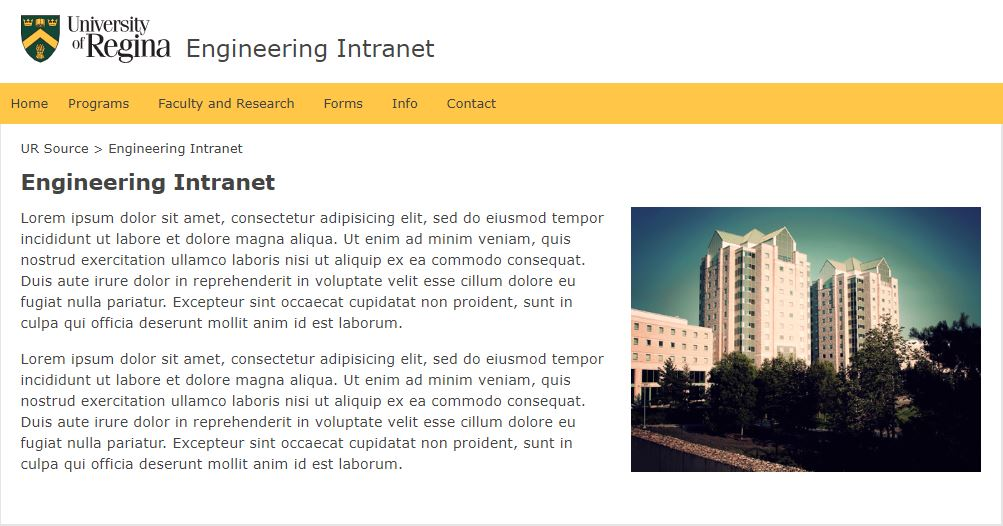 University
of Regina
Engineering Intranet
Home Programs Faculty and Research Forms Info Contact
UR Source > Engineering Intranet
Engineering Intranet
Lorem ipsum dolor sit amet, consectetur adipisicing elit, sed do eiusmod tempor
incididunt ut labore et dolore magna aliqua. Ut enim ad minim veniam, quis
nostrud exercitation ullamco laboris nisi ut aliquip ex ea commodo consequat.
Duis aute irure dolor in reprehenderit in voluptate velit esse cillum dolore eu
fugiat nulla pariatur. Excepteur sint occaecat cupidatat non proident, sunt in
culpa qui officia deserunt mollit anim id est laborum.
Lorem ipsum dolor sit amet, consectetur adipisicing elit, sed do eiusmod tempor
incididunt ut labore et dolore magna aliqua. Ut enim ad minim veniam, quis
nostrud exercitation ullamco laboris nisi ut aliquip ex ea commodo consequat.
Duis aute irure dolor in reprehenderit in voluptate velit esse cillum dolore eu
fugiat nulla pariatur. Excepteur sint occaecat cupidatat non proident, sunt in
culpa qui officia deserunt mollit anim id est laborum.